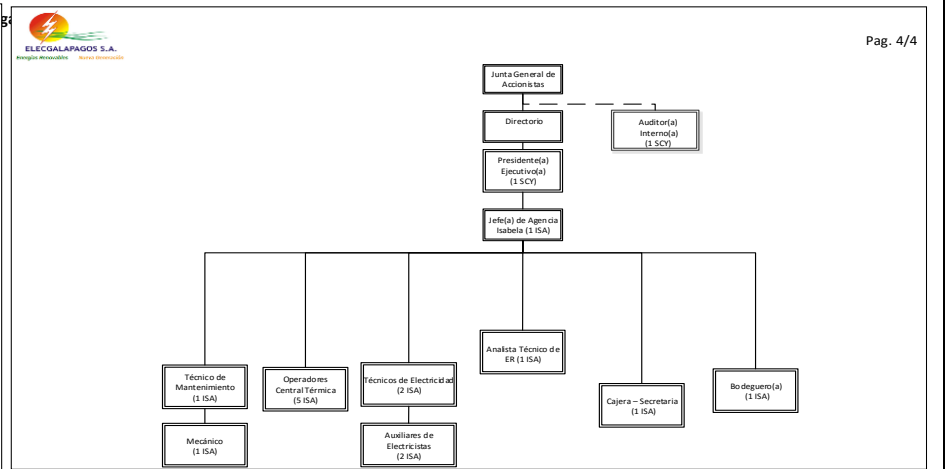 ga
ELECGALAPAGOS S.A.
Energías Renovables Nueva Generación
Pag. 4/4
Junta General de
Accionistas
Directorio
Auditor(a)
Interno(a)
(1 SCY)
Presidente(a)
Ejecutivo(a)
(1 SCY)
Jefe(a) de Agencia
Isabela (1 ISA)
Analista Técnico de
ER (1 ISA)
Técnico de
Mantenimiento
(1 ISA)
Operadores
Central Térmica
(5 ISA)
Técnicos de Electricidad
(2 ISA)
Cajera – Secretaria
(1 ISA)
Bodeguero(a)
(1 ISA)
Mecánico
(1 ISA)
Auxiliares de
Electricistas
(2 ISA)